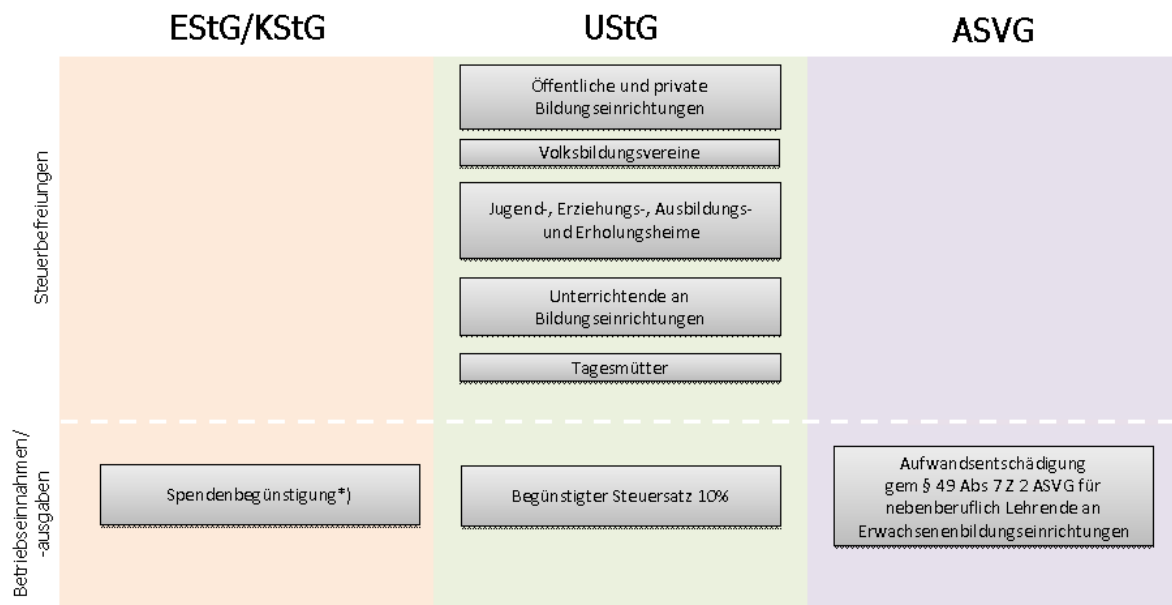 EStG/KStG
UStG
ASVG
Steuerbefreiungen
Öffentliche und private
Bildungseinrichtungen
Volksbildungsvereine
Jugend-, Erziehungs-, Ausbildungs-
und Erholungsheime
Unterrichtende an
Bildungseinrichtungen
Tagesmütter
Betriebseinnahmen/
-ausgaben
Spendenbegünstigung*)
Begünstigter Steuersatz 10%
Aufwandsentschädigung
gem § 49 Abs 7 Z 2 ASVG für
nebenberuflich Lehrende an
Erwachsenenbildungseinrichtungen